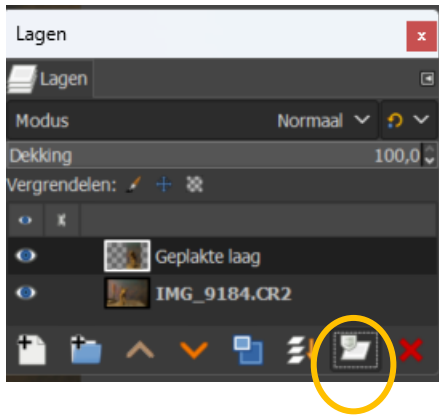 Lagen
x
Lagen
Modus Normaal
Dekking 100,0
Vergrendelen:
Geplakte laag
IMG_9184.CR2